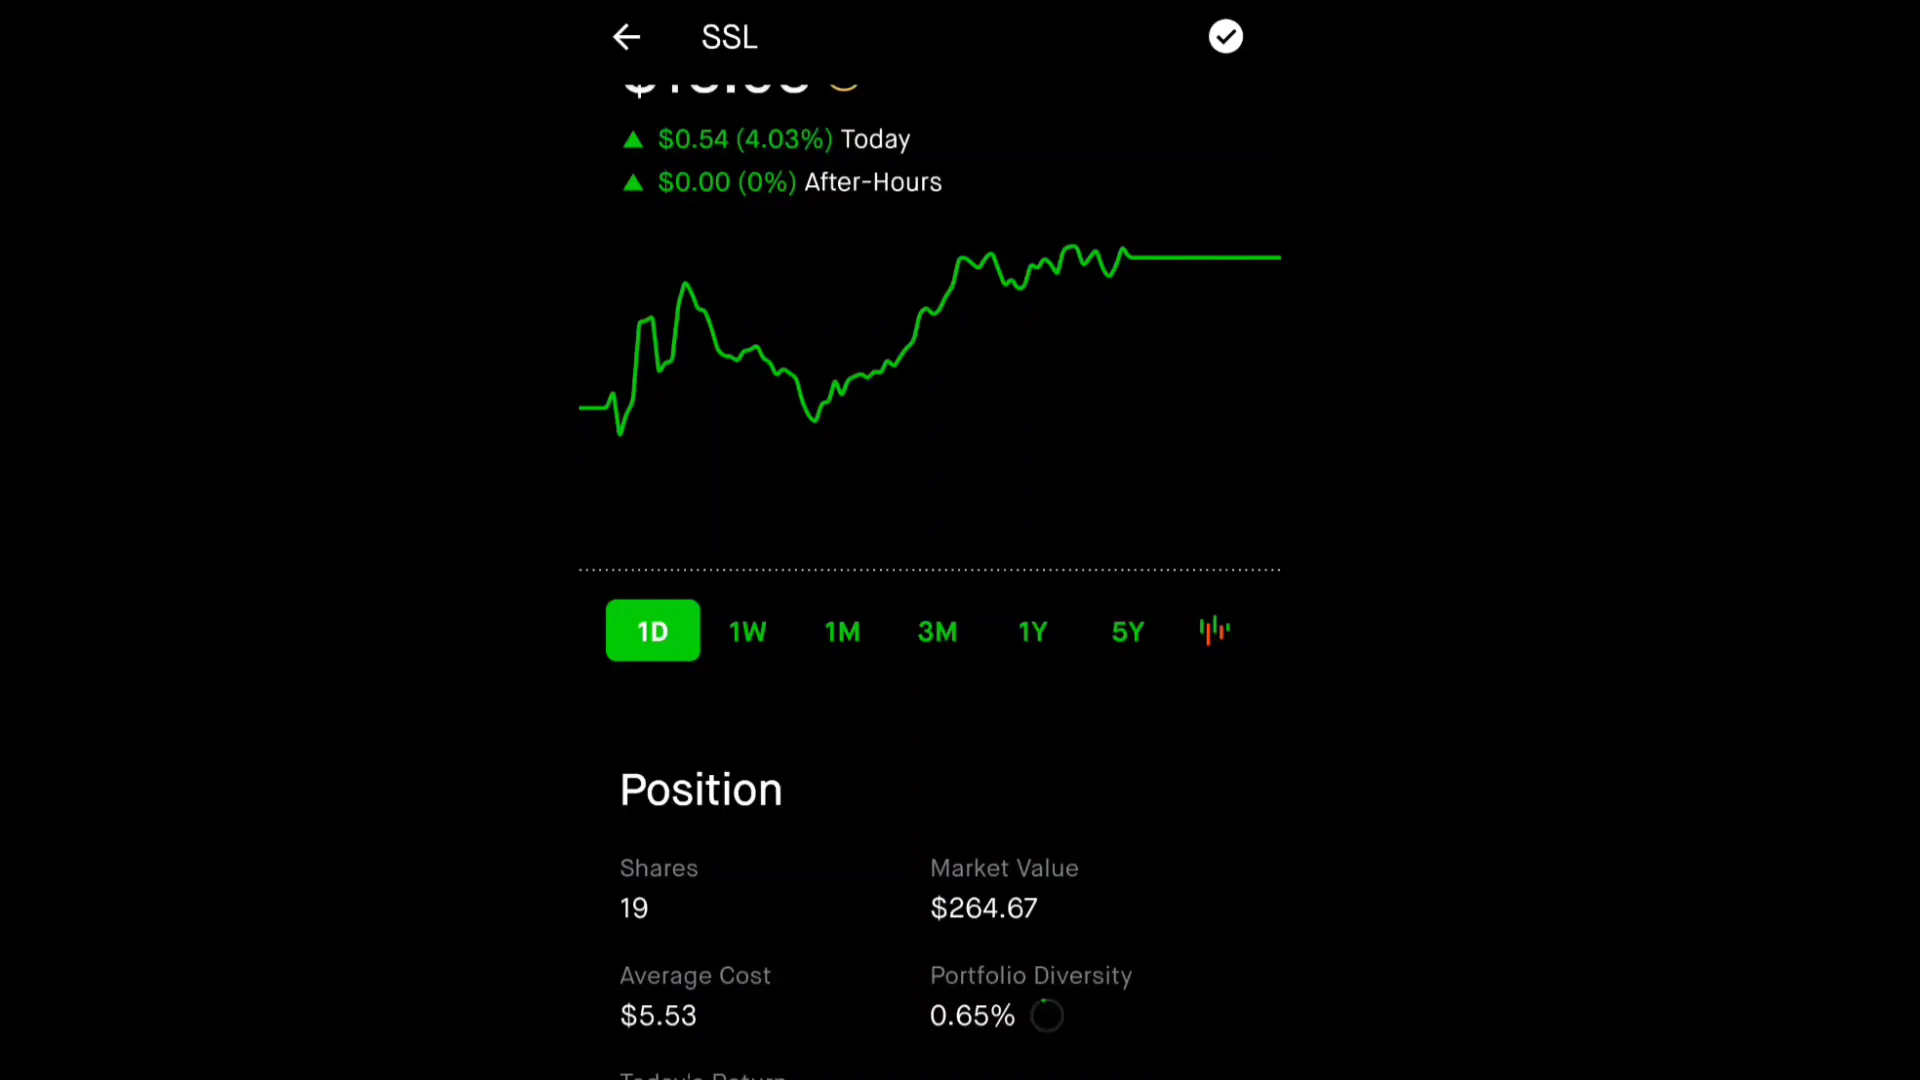 SSL
$0.54 (4.03%) Today
$0.00 (0%) After-Hours
1D 1W 1M 3M 1Y 5Y
Position
Shares Market Value
19 $264.67
Average Cost Portfolio Diversity
$5.53 0.65%